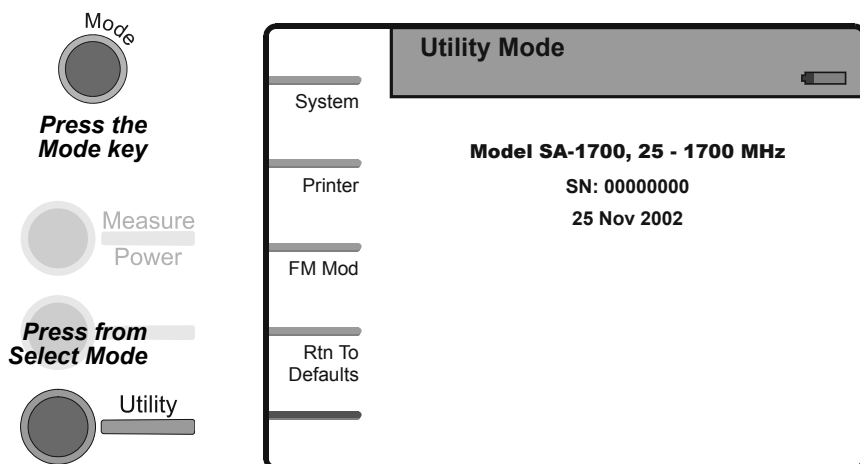 Mode
Press the
Mode key
Measure
Power
Press from
Select Mode
Utility
Utility Mode
System
Printer
FM Mod
Rtn To
Defaults
Model SA-1700, 25 - 1700 MHz
SN: 00000000
25 Nov 2002